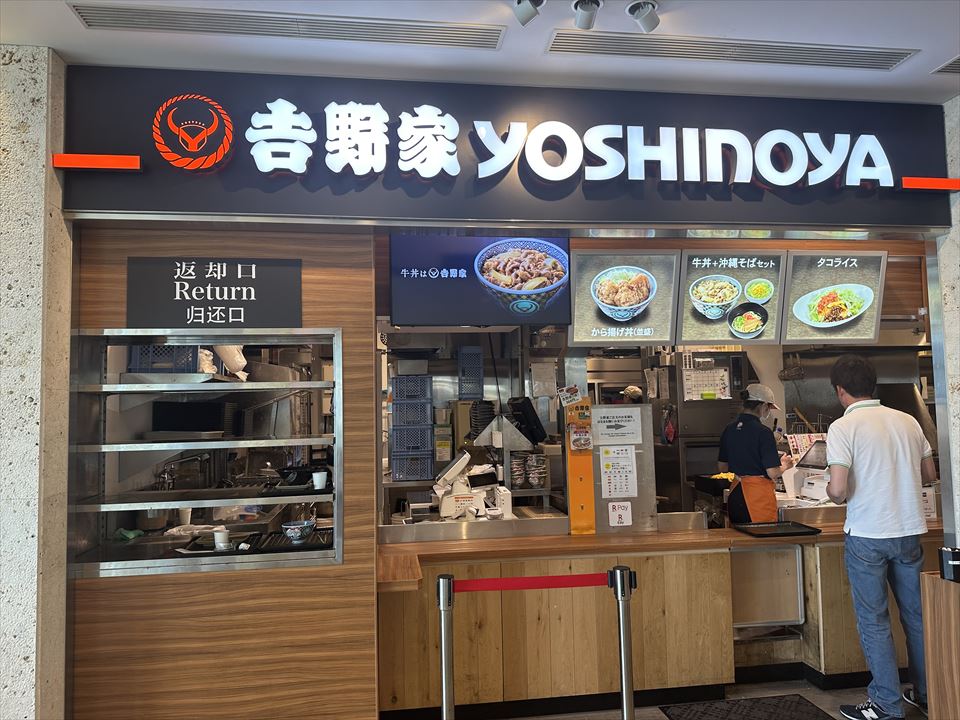 吉野家 YOSHINOYA
返却口
Return
归还口
牛丼は吉野家
から揚げ丼(並盛)
牛丼+沖縄そばセット
タコライス
R Pay
R
Edy